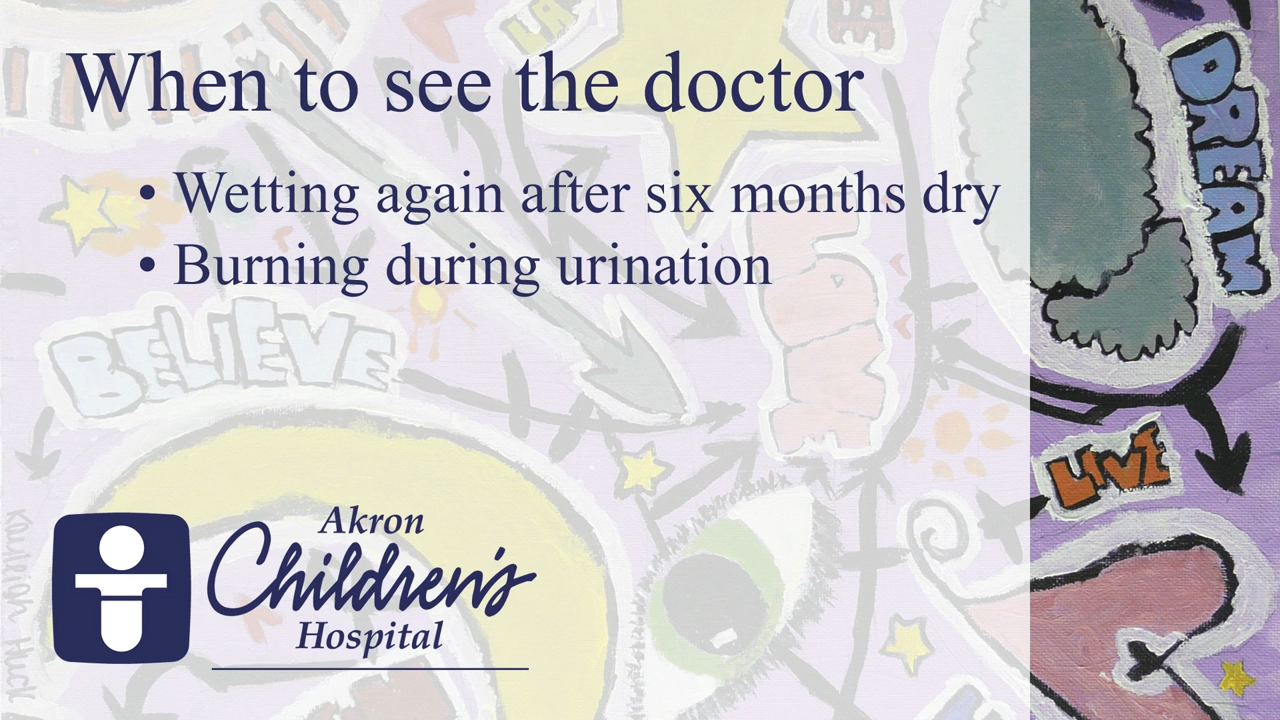 When to see the doctor
• Wetting again after six months dry
• Burning during urination
BELIEVE
DREAM
LIVE
Akron
Children's
Hospital